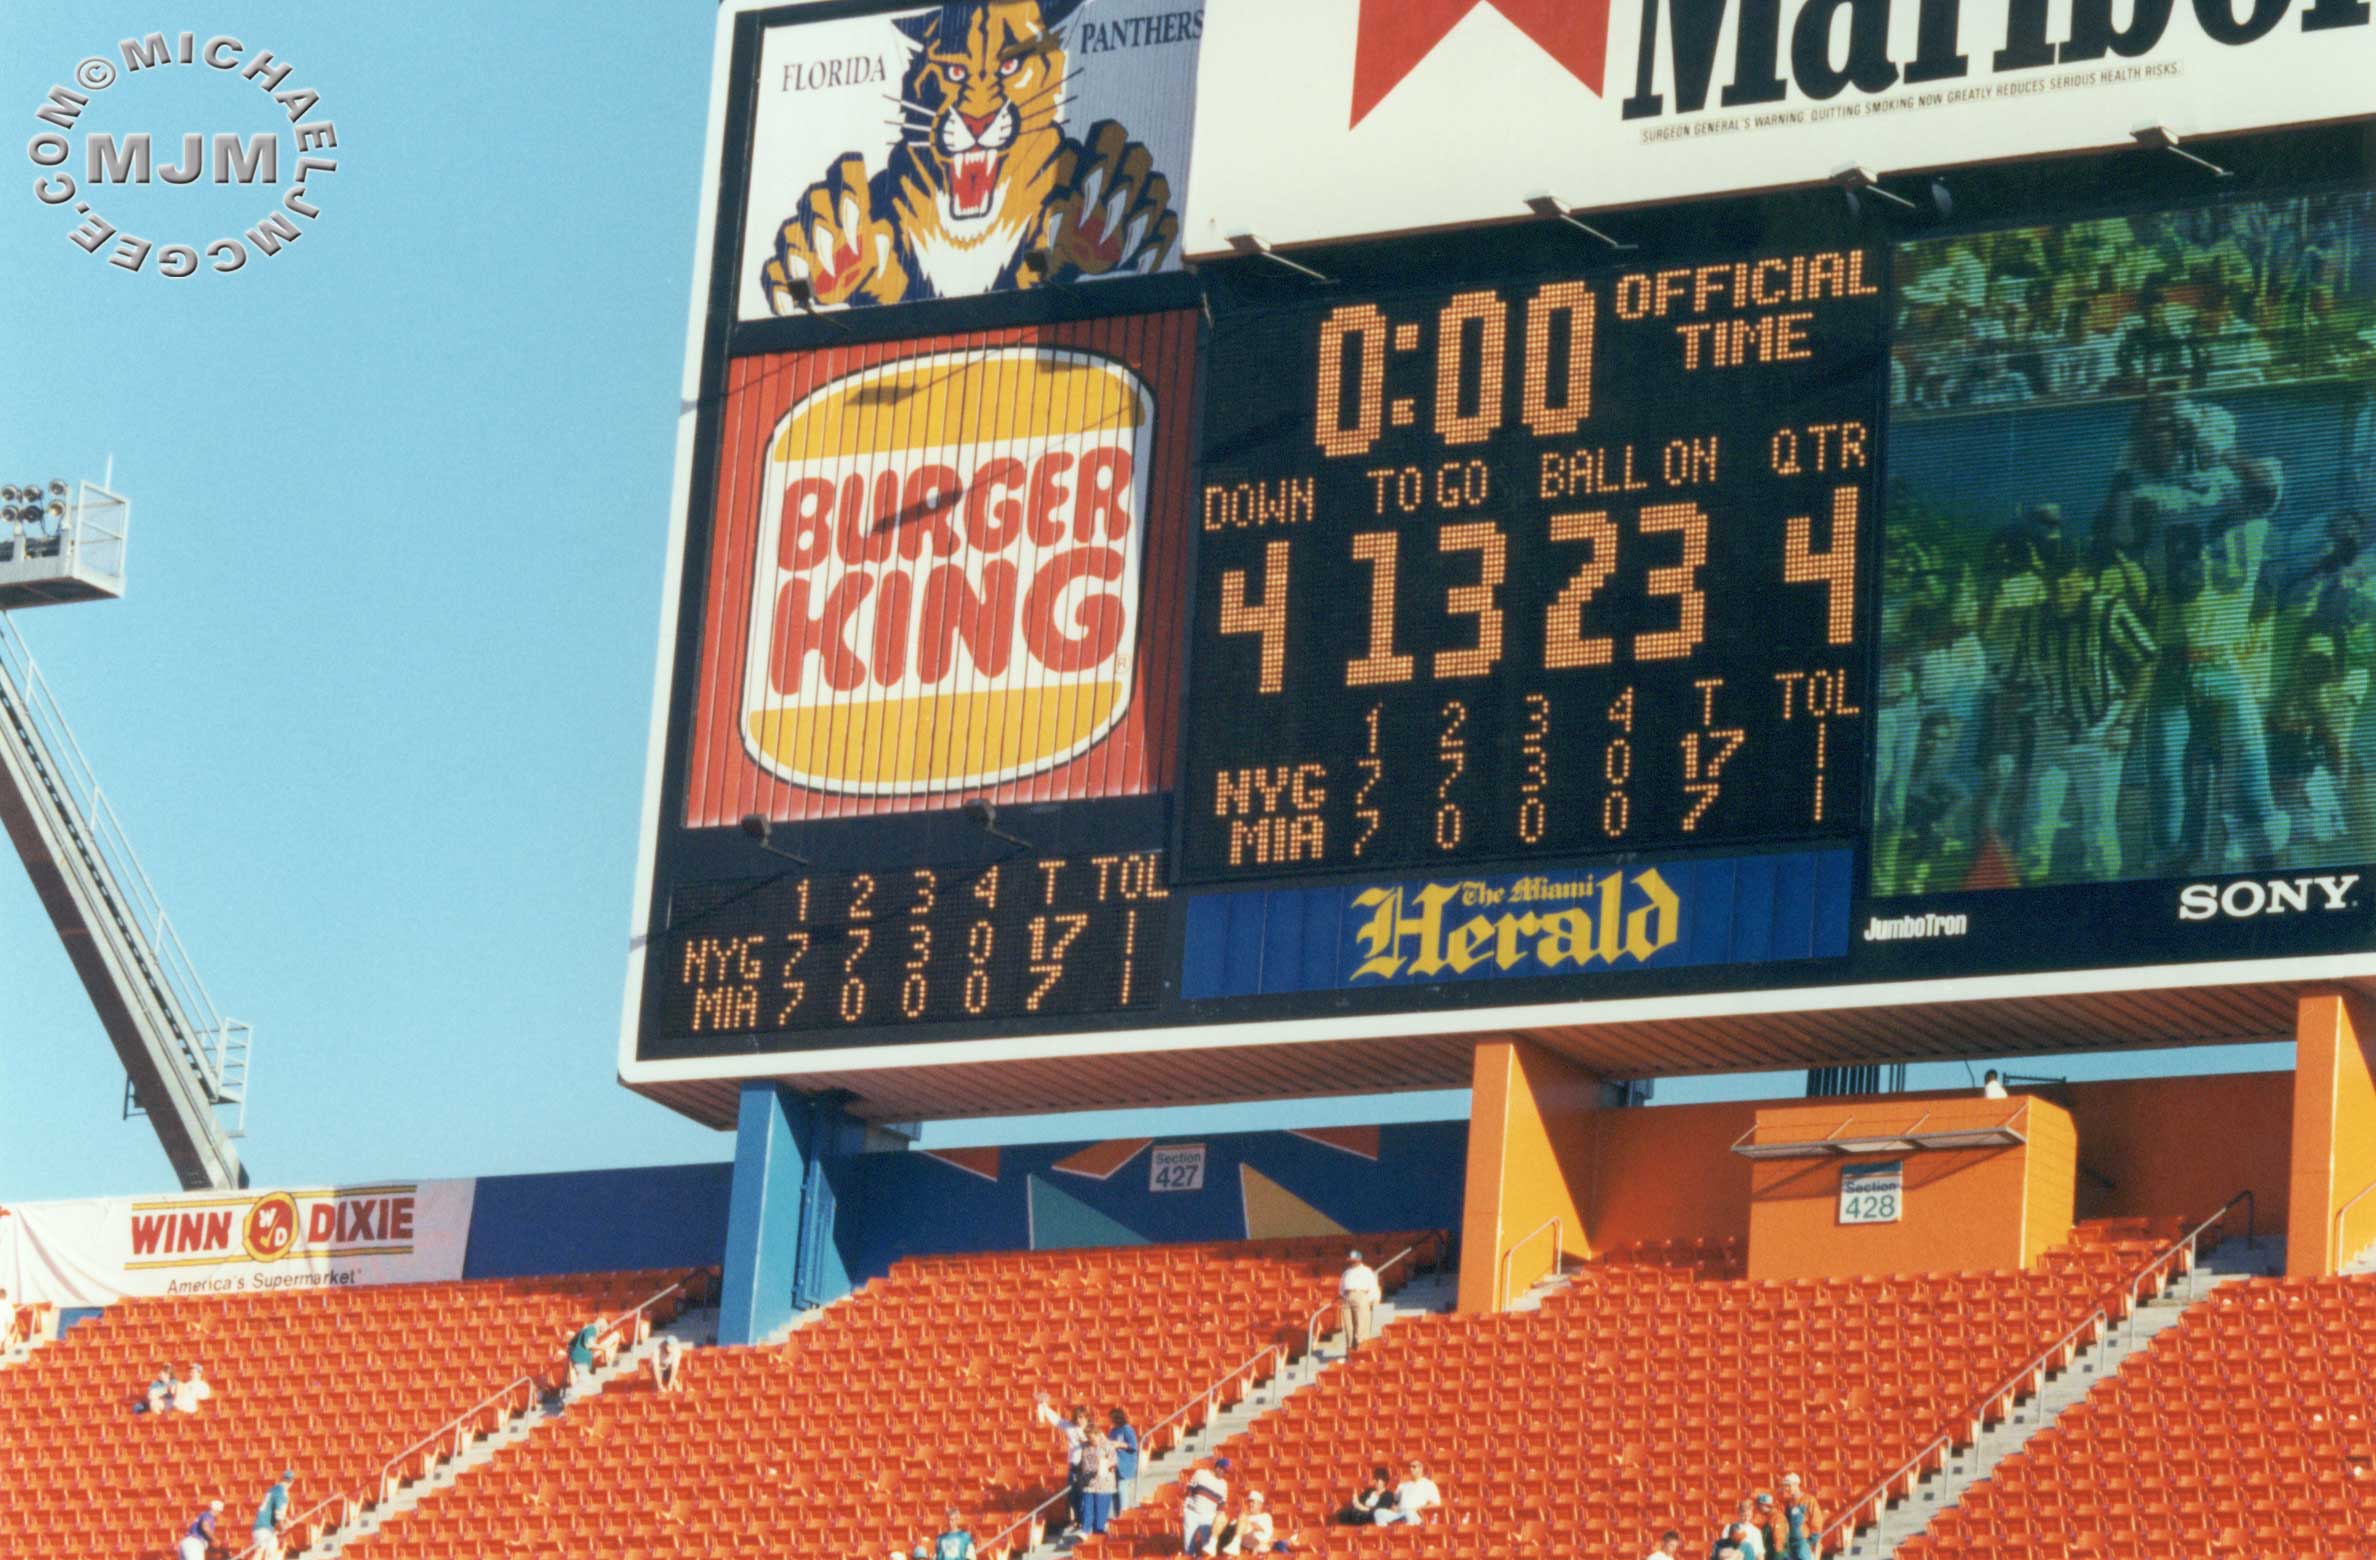 ©MICHAELJMCGEE.COM
MJM
FLORIDA PANTHERS
Marlboro
SURGEON GENERAL'S WARNING: QUITTING SMOKING NOW GREATLY REDUCES SERIOUS HEALTH RISKS.
BURGER
KING
®
0:00 OFFICIAL
TIME
DOWN TO GO BALL ON QTR
4 13 23 4
1 2 3 4 T TOL
NYG 7 7 3 0 17 1
MIA 7 0 0 0 7 1
1 2 3 4 T TOL
NYG 7 7 3 0 17 1
MIA 7 0 0 0 7 1
The Miami
Herald
JumboTron
SONY
Section
427
Section
428
WINN W/D DIXIE
America's Supermarket